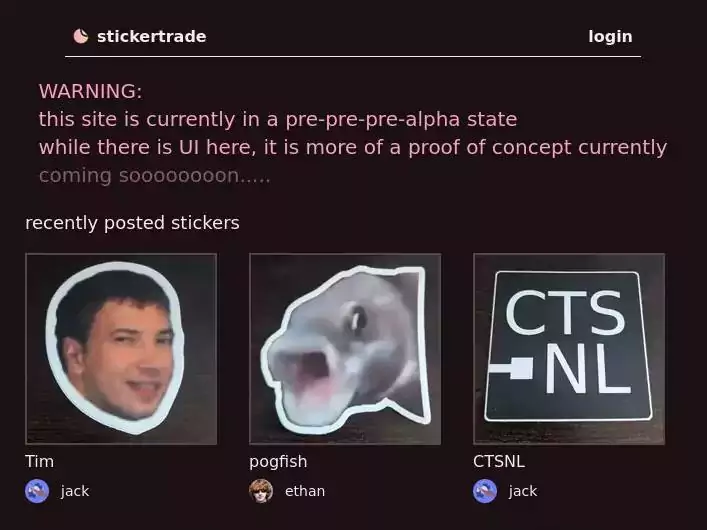 stickertrade
login
WARNING:
this site is currently in a pre-pre-pre-alpha state
while there is UI here, it is more of a proof of concept currently
coming soooooooon.....
recently posted stickers
CTS
NL
Tim
pogfish
CTSNL
jack
ethan
jack